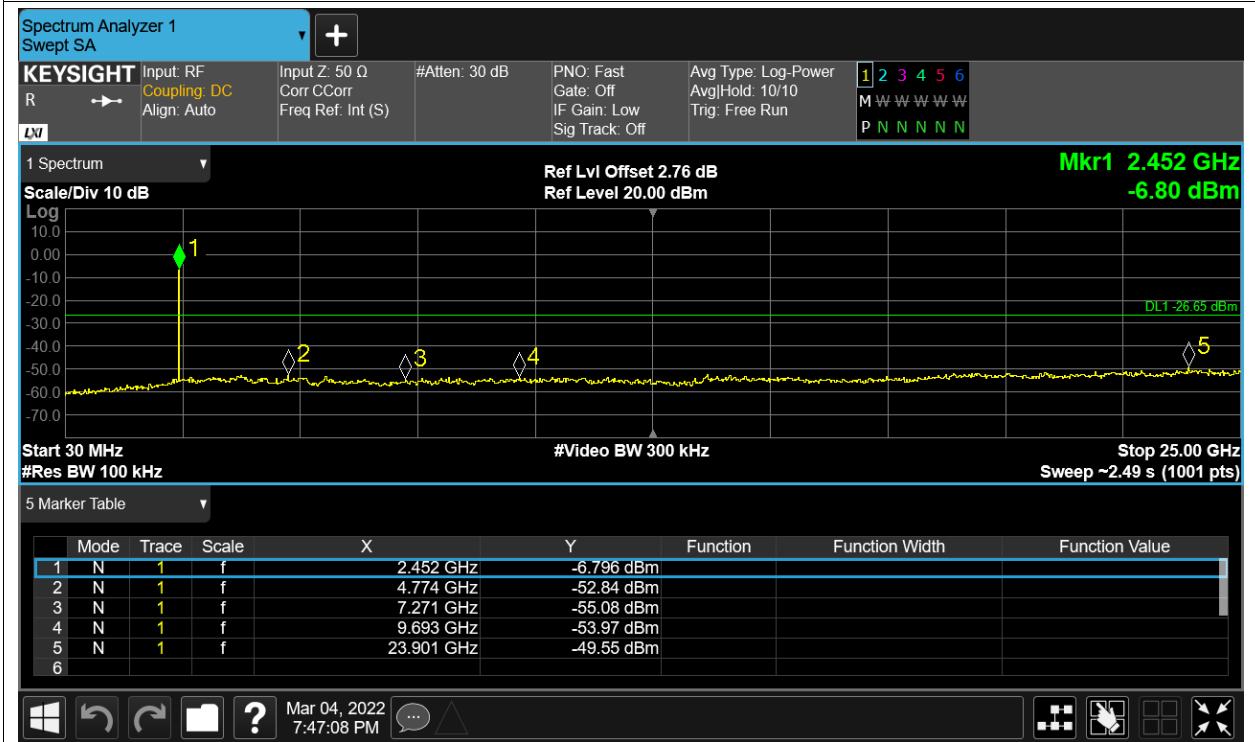 Spectrum Analyzer 1
Swept SA
+
KEYSIGHT Input: RF Input Z: 50 Ω #Atten: 30 dB PNO: Fast Avg Type: Log-Power 1 2 3 4 5 6
R Coupling: DC Corr CCorr Gate: Off Avg|Hold: 10/10 M W W W W W
Align: Auto Freq Ref: Int (S) IF Gain: Low Trig: Free Run
LXI Sig Track: Off P N N N N N
1 Spectrum Ref Lvl Offset 2.76 dB Mkr1 2.452 GHz
Scale/Div 10 dB Ref Level 20.00 dBm -6.80 dBm
Log
10.0
0.00 1
-10.0
-20.0 DL1 -26.65 dBm
-30.0
-40.0 2 3 4 5
-50.0
-60.0
-70.0
Start 30 MHz #Video BW 300 kHz Stop 25.00 GHz
#Res BW 100 kHz Sweep ~2.49 s (1001 pts)
5 Marker Table
Mode Trace Scale X Y Function Function Width Function Value
1 N 1 f 2.452 GHz -6.796 dBm
2 N 1 f 4.774 GHz -52.84 dBm
3 N 1 f 7.271 GHz -55.08 dBm
4 N 1 f 9.693 GHz -53.97 dBm
5 N 1 f 23.901 GHz -49.55 dBm
6
? Mar 04, 2022
7:47:08 PM